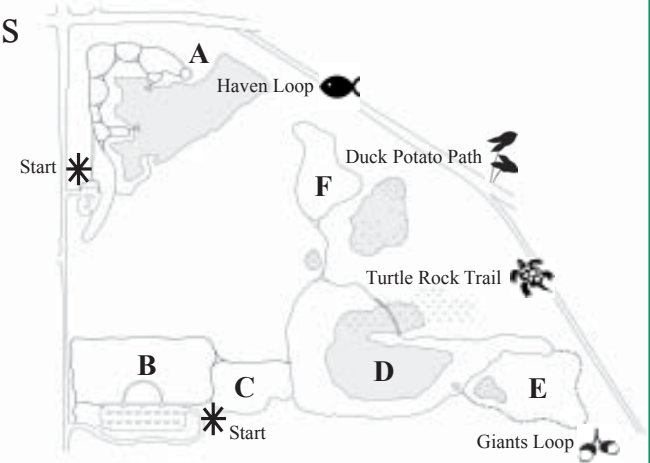 S
A
Haven Loop
Duck Potato Path
Start
F
Turtle Rock Trail
B
C
D
E
Start
Giants Loop